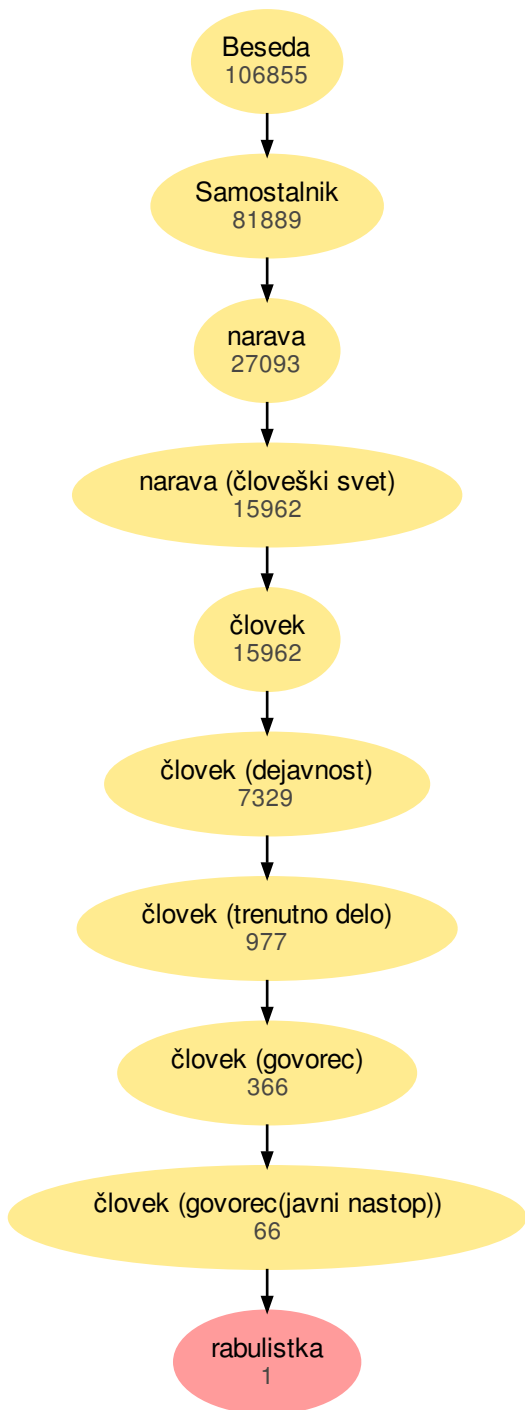 Beseda
106855
Samostalnik
81889
narava
27093
narava (človeški svet)
15962
človek
15962
človek (dejavnost)
7329
človek (trenutno delo)
977
človek (govorec)
366
človek (govorec(javni nastop))
66
rabulistka
1